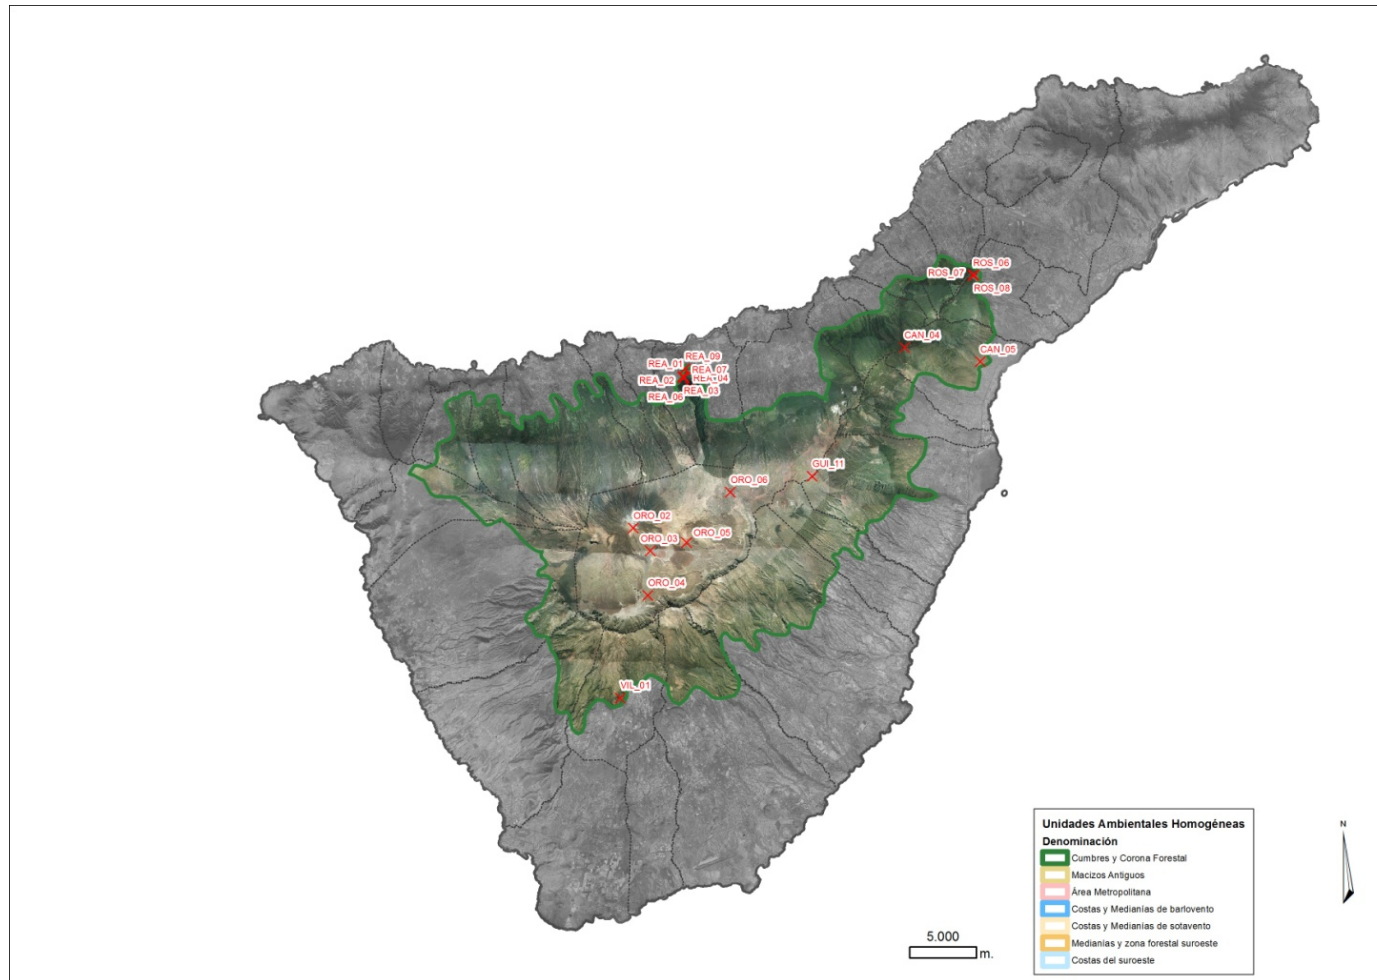 ROS_06
ROS_07
ROS_08
CAN_04
CAN_05
REA_09
REA_01
REA_07
REA_02
REA_04
REA_03
REA_06
GUI_11
ORO_06
ORO_02
ORO_03
ORO_05
ORO_04
VIL_01
Unidades Ambientales Homogéneas
Denominación
Cumbres y Corona Forestal
Macizos Antiguos
Área Metropolitana
Costas y Medianías de barlovento
Costas y Medianías de sotavento
Medianías y zona forestal suroeste
Costas del suroeste
N
5.000
m.